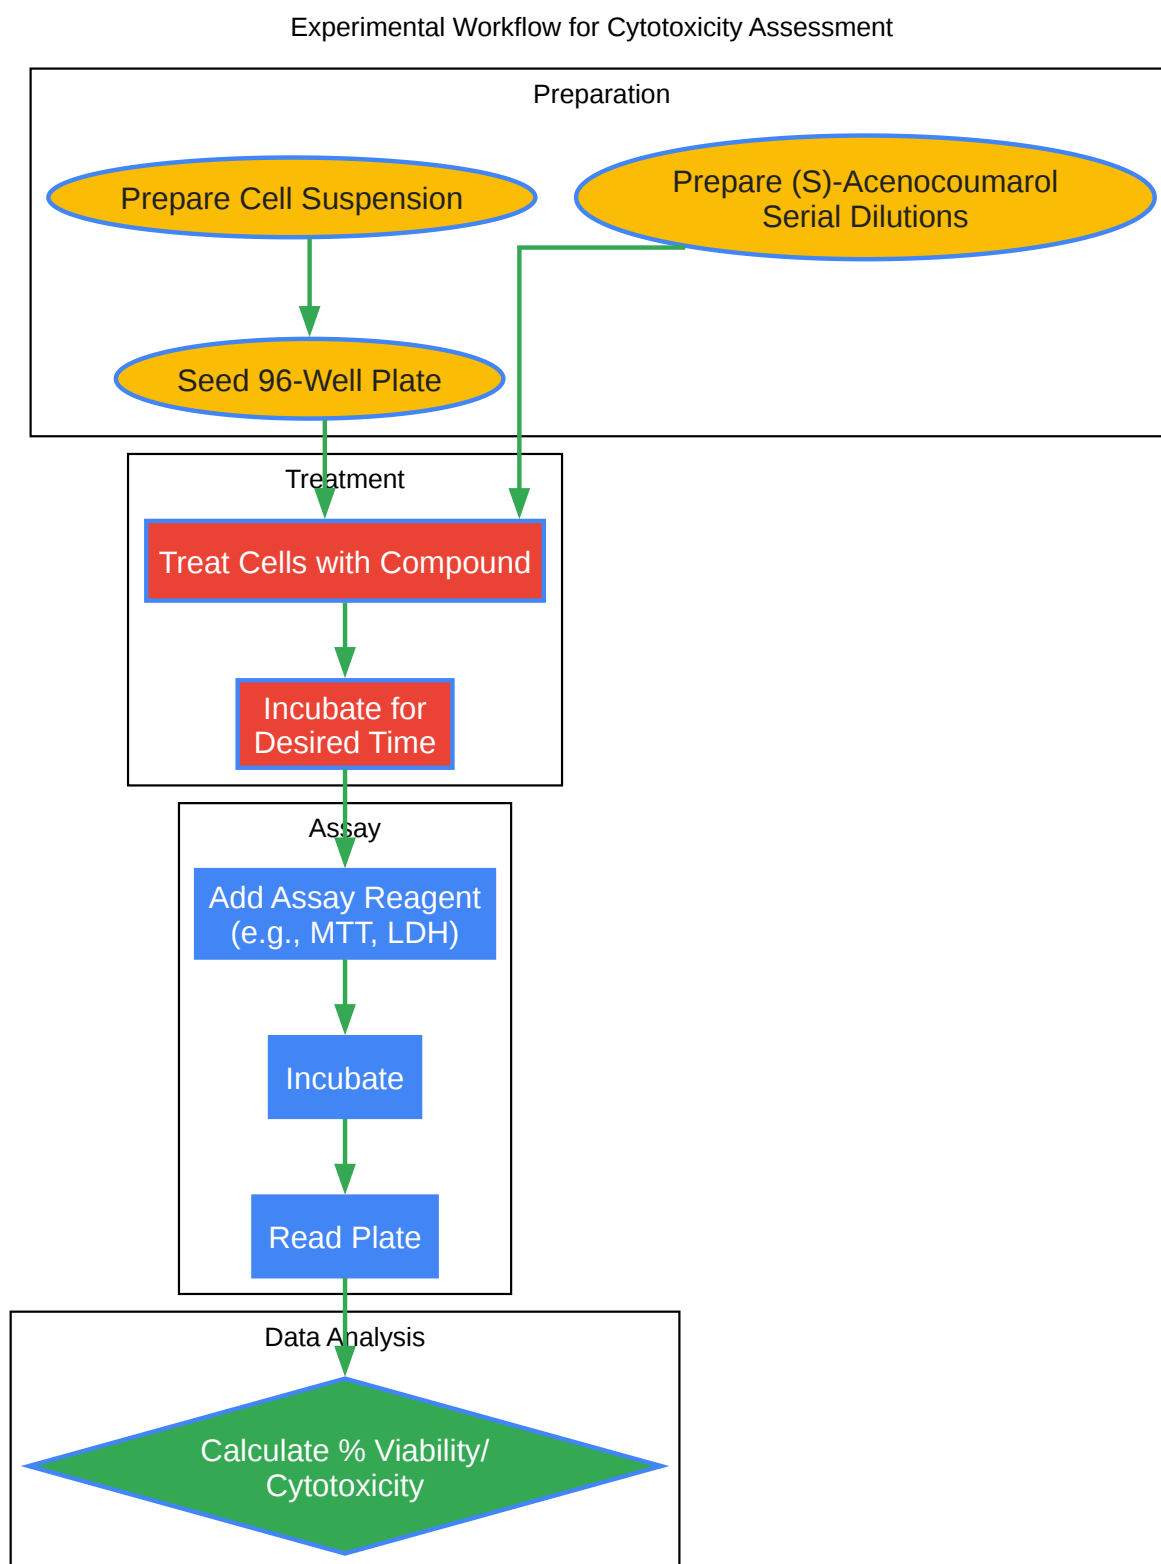 Experimental Workflow for Cytotoxicity Assessment
Preparation
Prepare Cell Suspension
Prepare (S)-Acenocoumarol
Serial Dilutions
Seed 96-Well Plate
Treatment
Treat Cells with Compound
Incubate for
Desired Time
Assay
Add Assay Reagent
(e.g., MTT, LDH)
Incubate
Read Plate
Data Analysis
Calculate % Viability/
Cytotoxicity